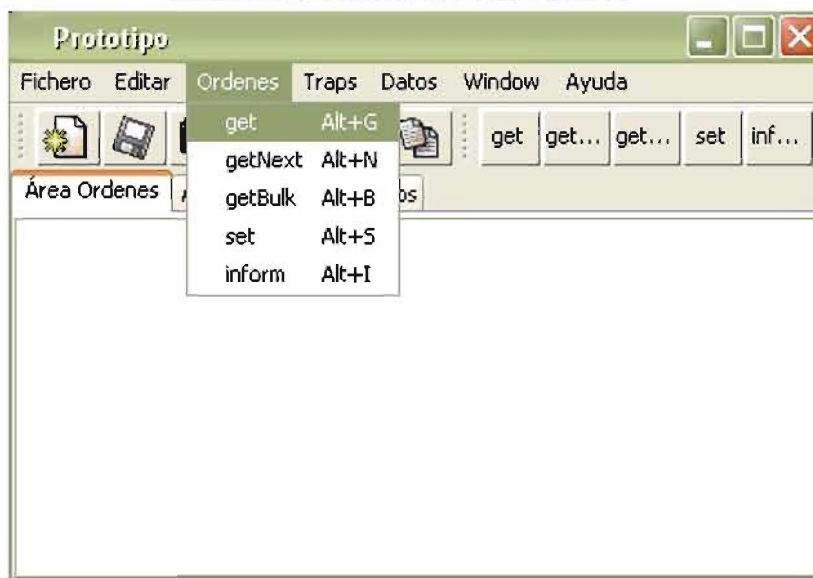 Prototipo
Fichero Editar Ordenes Traps Datos Window Ayuda
get Alt+G
getNext Alt+N
getBulk Alt+B
set Alt+S
inform Alt+I
get get... get... set inf...
Área Ordenes